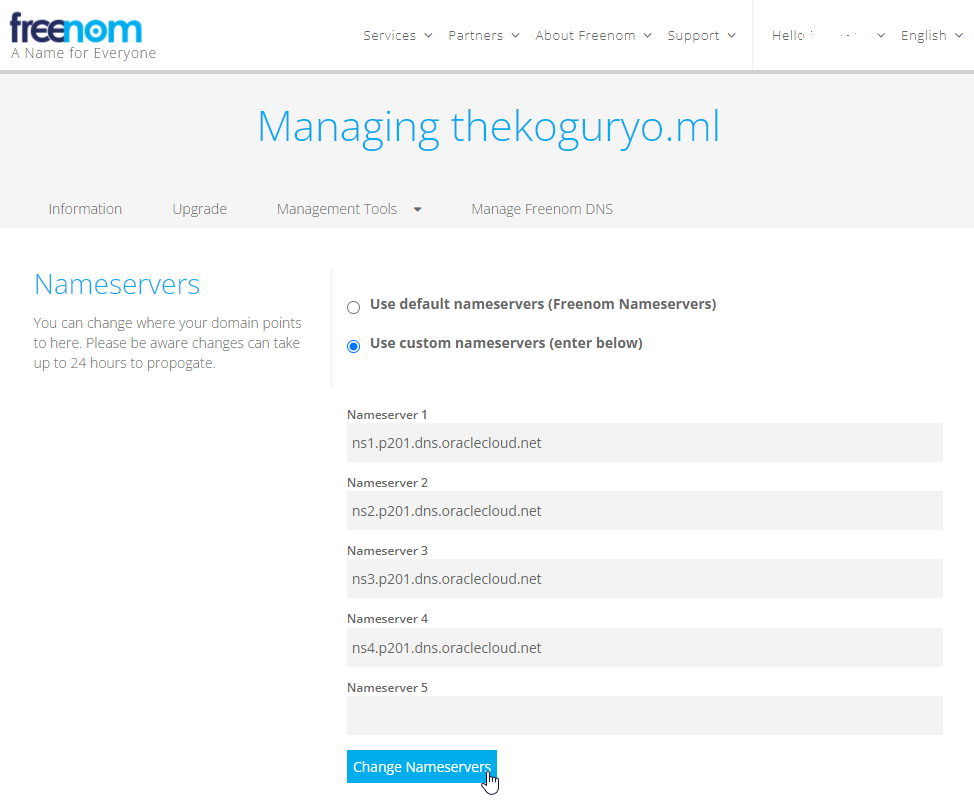 freenom
A Name for Everyone
Services Partners About Freenom Support Hello English
Managing thekoguryo.ml
Information Upgrade Management Tools Manage Freenom DNS
Nameservers
You can change where your domain points
to here. Please be aware changes can take
up to 24 hours to propogate.
Use default nameservers (Freenom Nameservers)
Use custom nameservers (enter below)
Nameserver 1
ns1.p201.dns.oraclecloud.net
Nameserver 2
ns2.p201.dns.oraclecloud.net
Nameserver 3
ns3.p201.dns.oraclecloud.net
Nameserver 4
ns4.p201.dns.oraclecloud.net
Nameserver 5
Change Nameservers